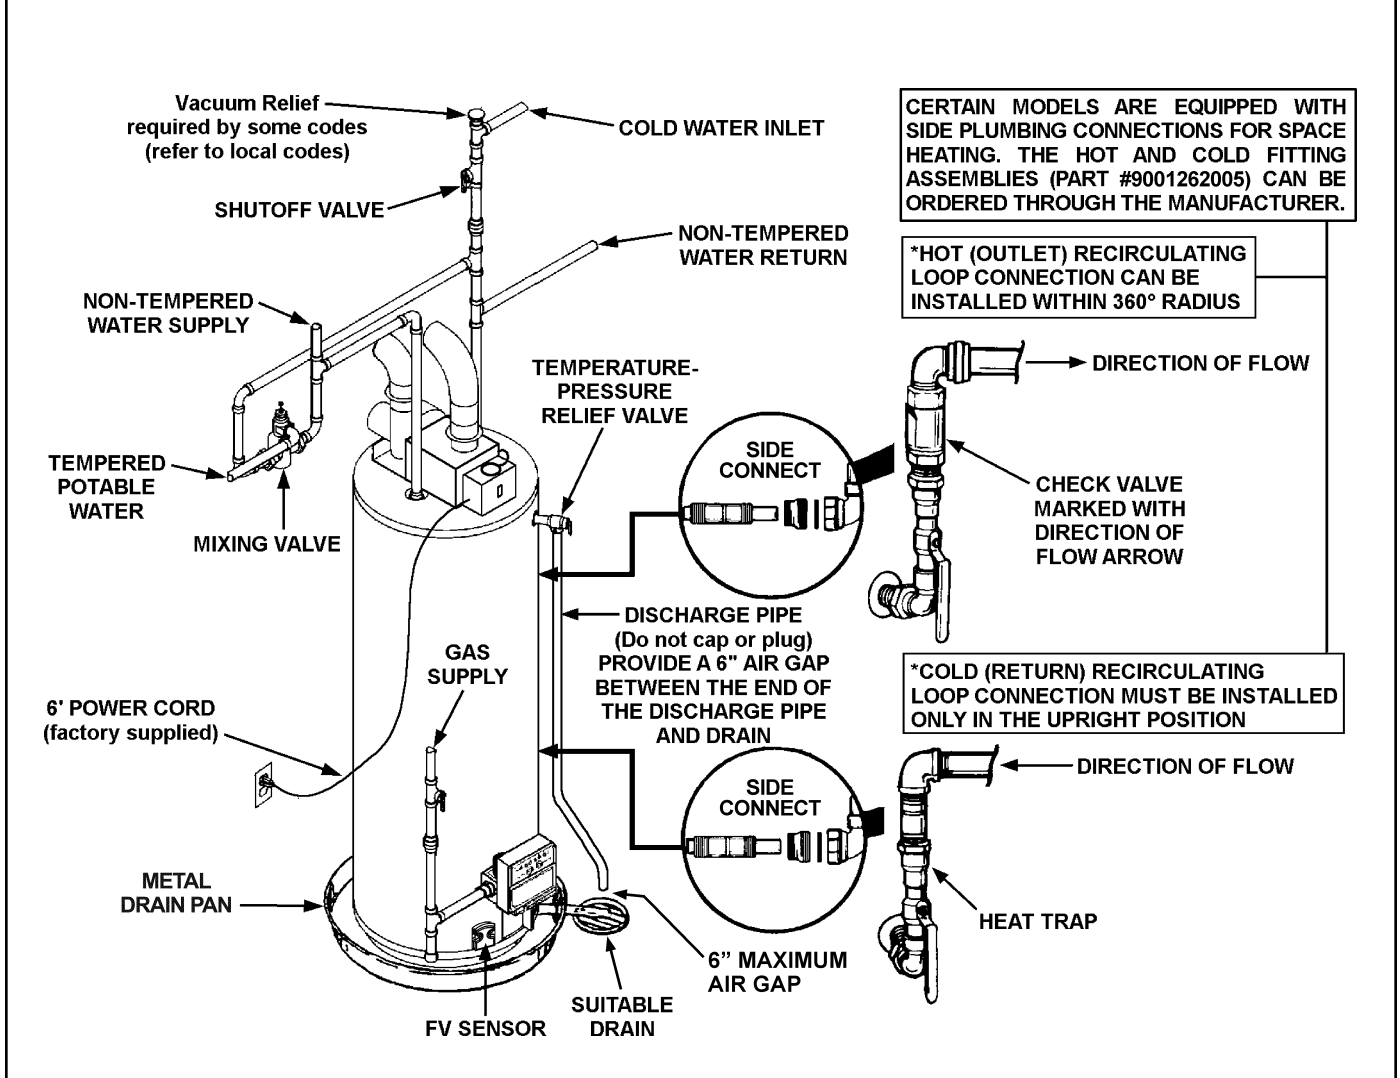 Vacuum Relief
required by some codes
(refer to local codes)
COLD WATER INLET
SHUTOFF VALVE
NON-TEMPERED
WATER RETURN
NON-TEMPERED
WATER SUPPLY
TEMPERATURE-
PRESSURE
RELIEF VALVE
TEMPERED
POTABLE
WATER
MIXING VALVE
SIDE
CONNECT
DISCHARGE PIPE
(Do not cap or plug)
PROVIDE A 6" AIR GAP
BETWEEN THE END OF
THE DISCHARGE PIPE
AND DRAIN
GAS
SUPPLY
6' POWER CORD
(factory supplied)
SIDE
CONNECT
METAL
DRAIN PAN
6” MAXIMUM
AIR GAP
SUITABLE
DRAIN
FV SENSOR
CERTAIN MODELS ARE EQUIPPED WITH
SIDE PLUMBING CONNECTIONS FOR SPACE
HEATING. THE HOT AND COLD FITTING
ASSEMBLIES (PART #9001262005) CAN BE
ORDERED THROUGH THE MANUFACTURER.
*HOT (OUTLET) RECIRCULATING
LOOP CONNECTION CAN BE
INSTALLED WITHIN 360° RADIUS
DIRECTION OF FLOW
CHECK VALVE
MARKED WITH
DIRECTION OF
FLOW ARROW
*COLD (RETURN) RECIRCULATING
LOOP CONNECTION MUST BE INSTALLED
ONLY IN THE UPRIGHT POSITION
DIRECTION OF FLOW
HEAT TRAP